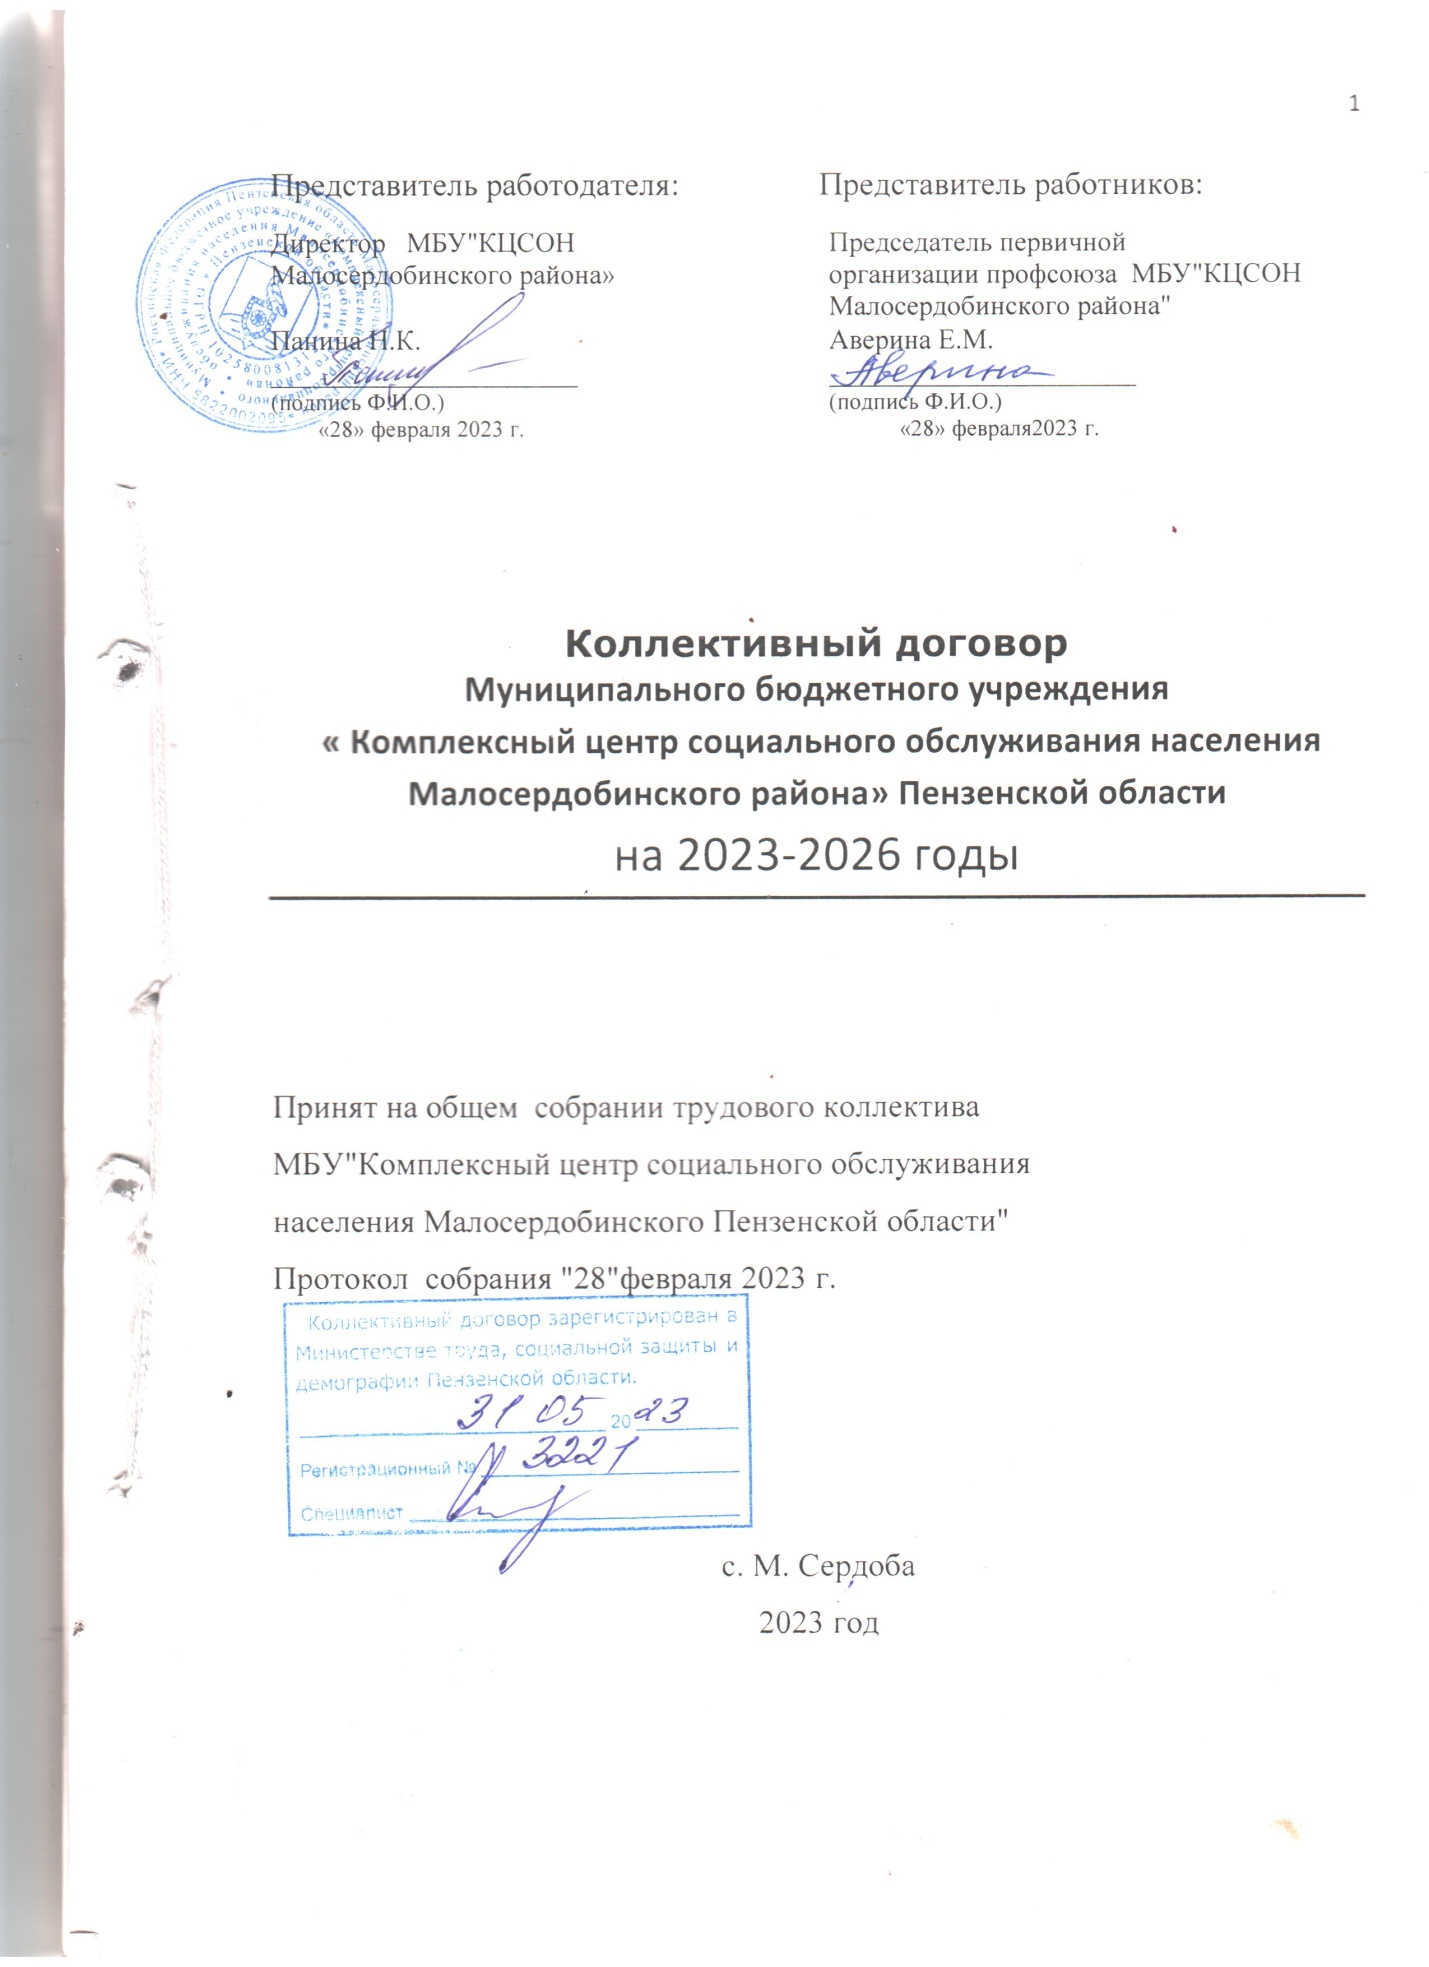 1
Представитель работодателя:
Директор МБУ"КЦСОН
Малосердобинского района»
Панина Н.К.
(подпись Ф.И.О.)
«28» февраля 2023 г.
Представитель работников:
Председатель первичной
организации профсоюза МБУ"КЦСОН
Малосердобинского района"
Аверина Е.М.
Аверина
(подпись Ф.И.О.)
«28» февраля2023 г.
Коллективный договор
Муниципального бюджетного учреждения
« Комплексный центр социального обслуживания населения
Малосердобинского района» Пензенской области
на 2023-2026 годы
Принят на общем собрании трудового коллектива
МБУ"Комплексный центр социального обслуживания
населения Малосердобинского Пензенской области"
Протокол собрания "28"февраля 2023 г.
Коллективный договор зарегистрирован в
Министерстве труда, социальной защиты и
демографии Пензенской области.
31 05 2023
Регистрационный № 3221
Специалист
с. М. Сердоба
2023 год